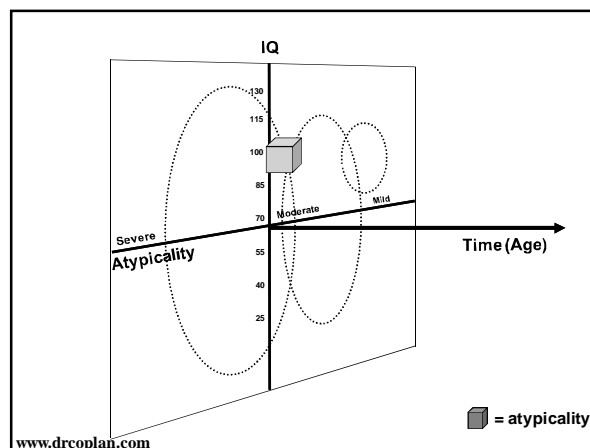 IQ
130
115
100
85
Mild
Moderate
70
Severe
Atypicality
Time (Age)
55
40
25
= atypicality
www.drcoplan.com